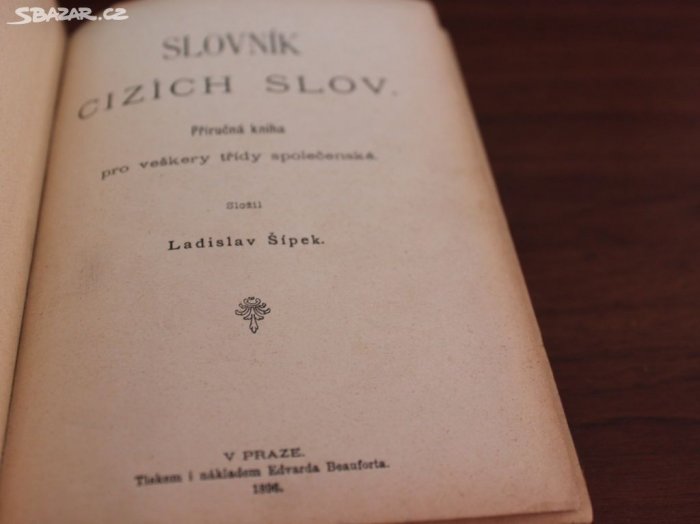 SBAZAR.CZ
SLOVNÍK
CIZÍCH SLOV.
Příručná kniha
pro veškery třídy společenské.
Složil
Ladislav Šípek.
V PRAZE.
Tiskem i nákladem Edvarda Beauforta.
1896.